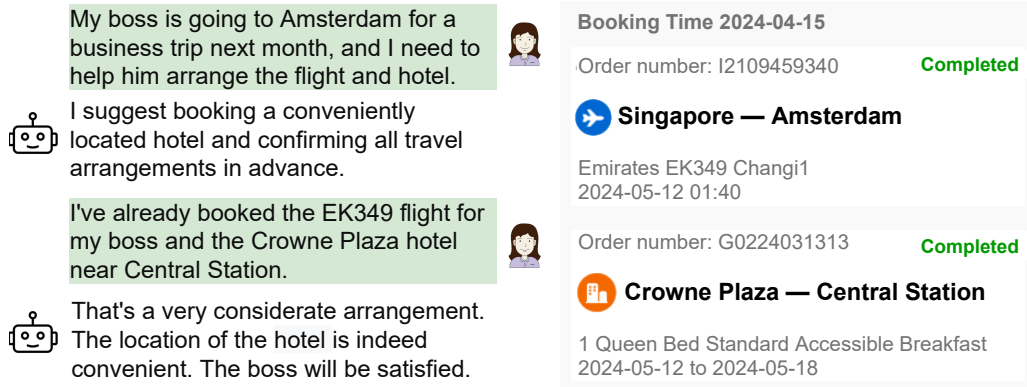 My boss is going to Amsterdam for a
business trip next month, and I need to
help him arrange the flight and hotel.
I suggest booking a conveniently
located hotel and confirming all travel
arrangements in advance.
I've already booked the EK349 flight for
my boss and the Crowne Plaza hotel
near Central Station.
That's a very considerate arrangement.
The location of the hotel is indeed
convenient. The boss will be satisfied.
Booking Time 2024-04-15
Order number: I2109459340 Completed
Singapore — Amsterdam
Emirates EK349 Changi1
2024-05-12 01:40
Order number: G0224031313 Completed
Crowne Plaza — Central Station
1 Queen Bed Standard Accessible Breakfast
2024-05-12 to 2024-05-18